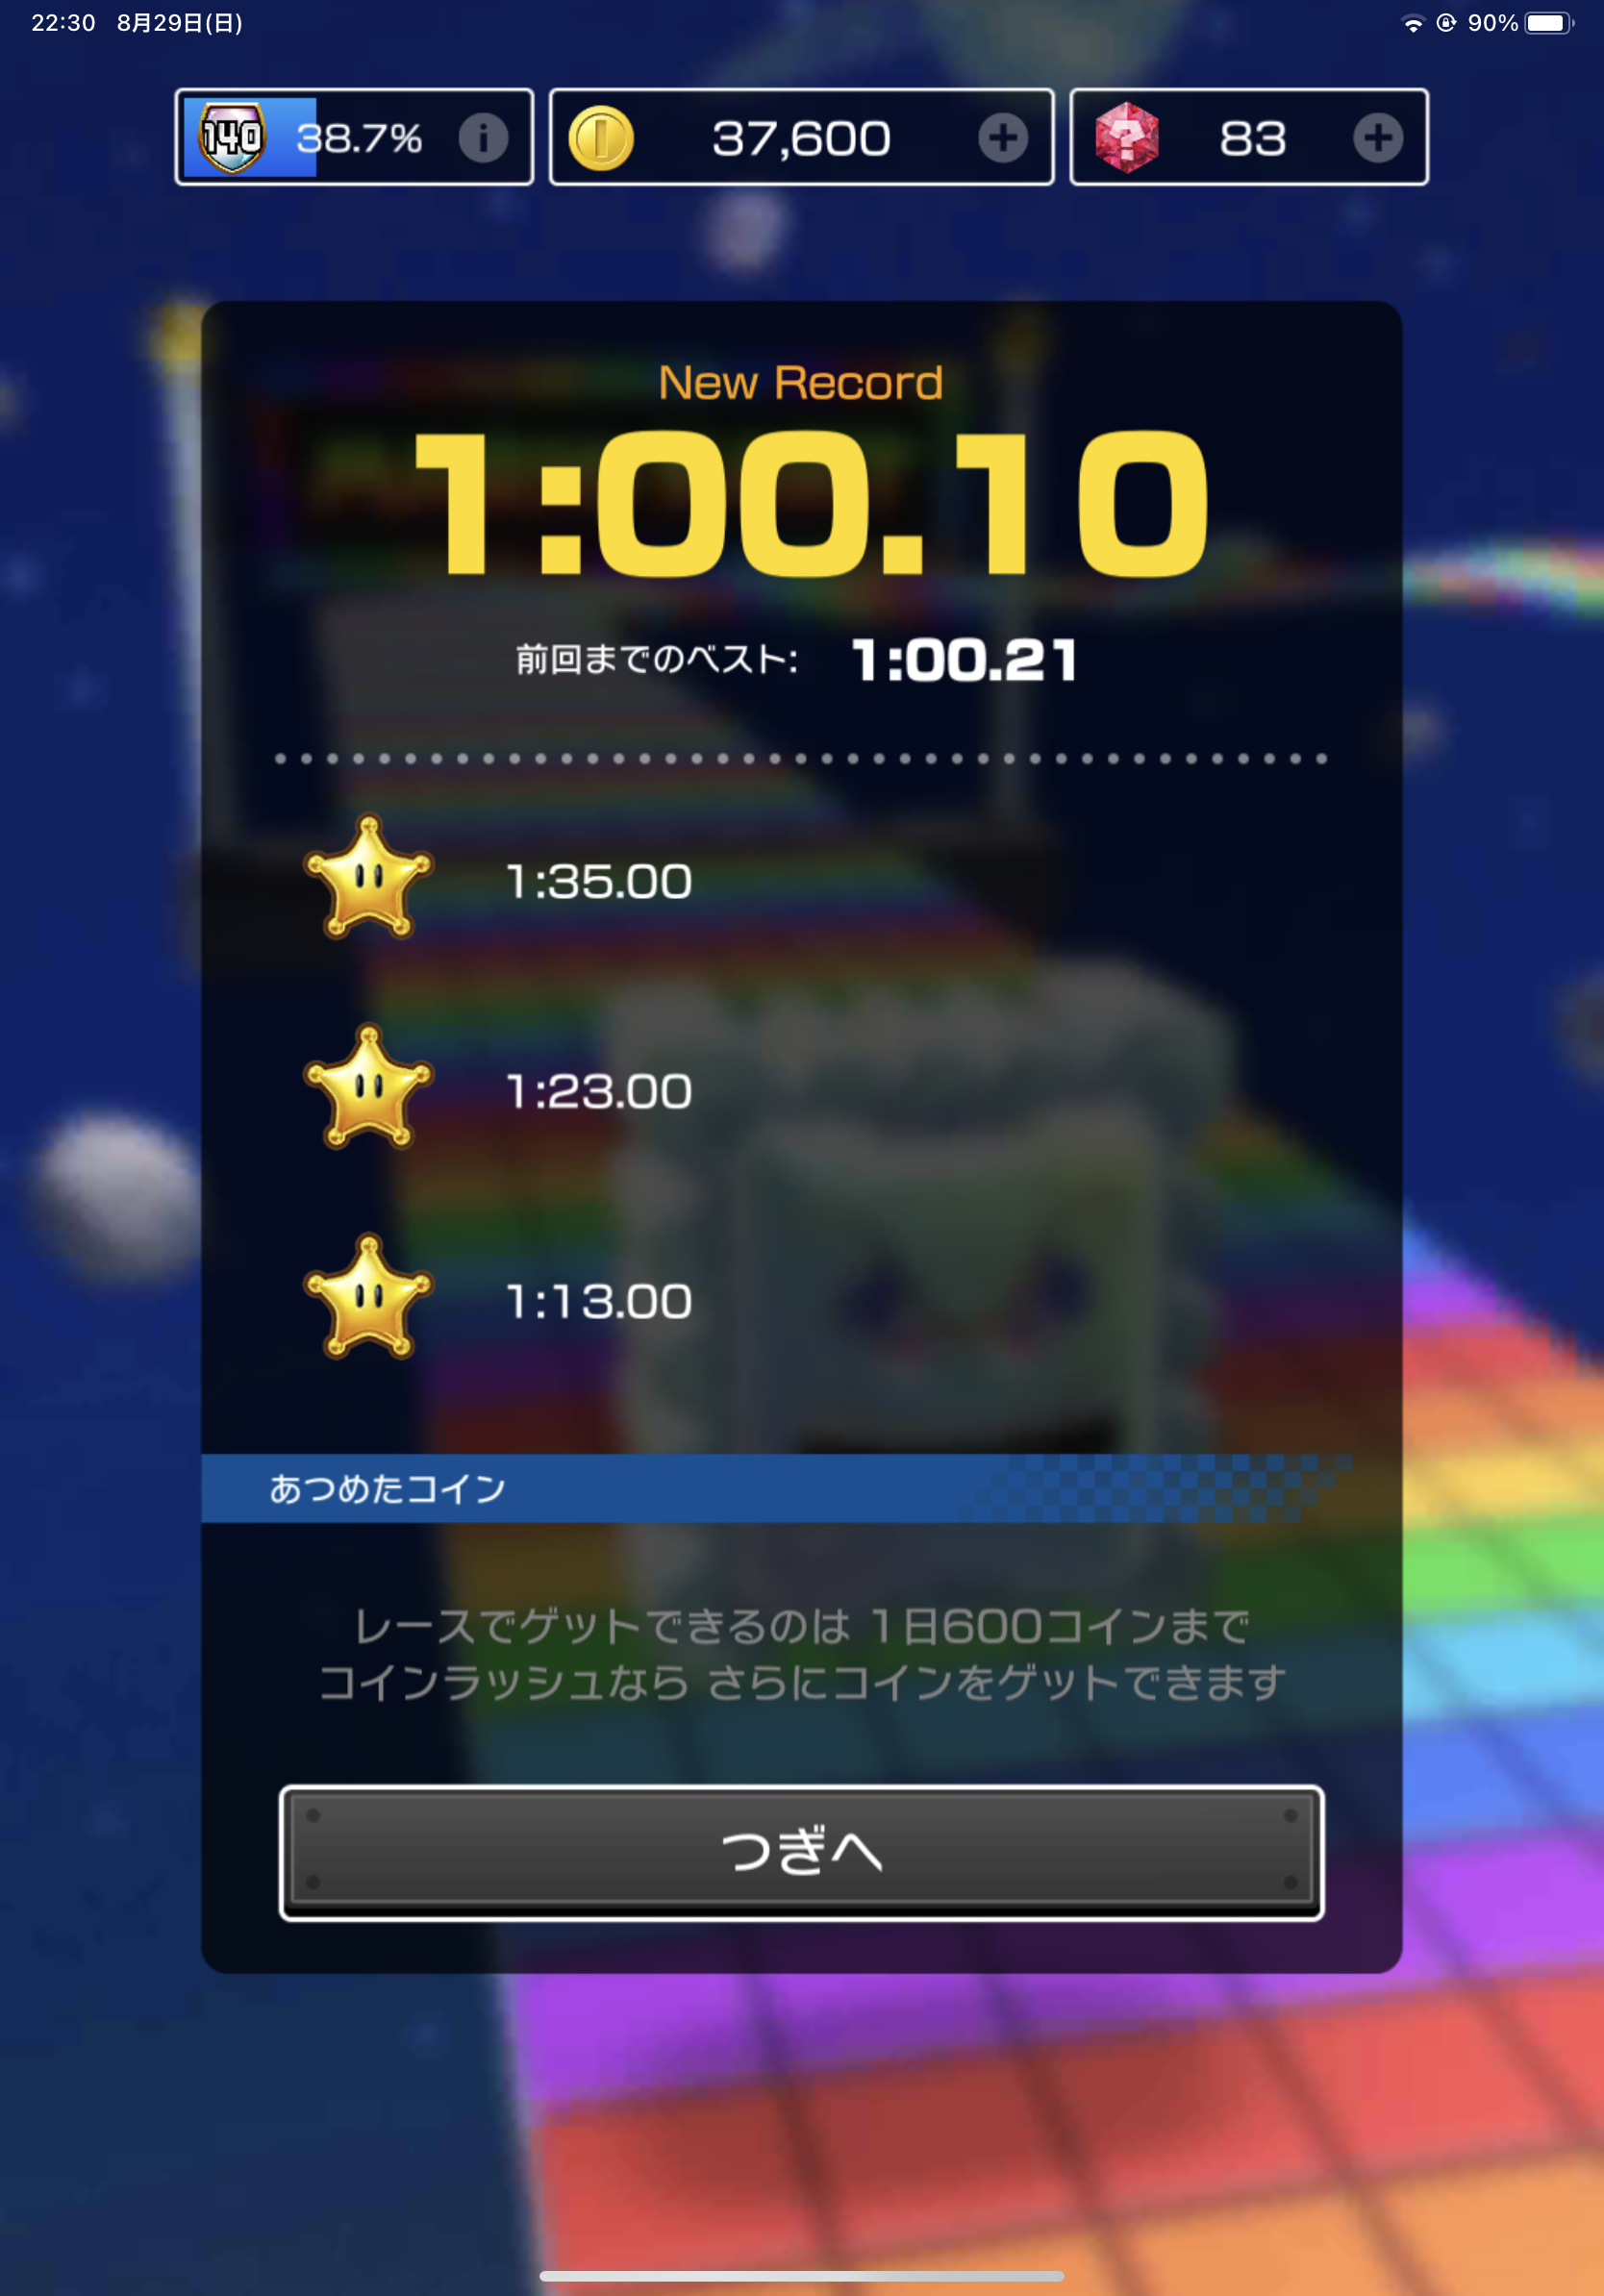 22:30 8月29日(日) 90%
140 38.7% i 37,600 + ? 83 +
New Record
1:00.10
前回までのベスト: 1:00.21
1:35.00
1:23.00
1:13.00
あつめたコイン
レースでゲットできるのは 1日600コインまで
コインラッシュなら さらにコインをゲットできます
つぎへ